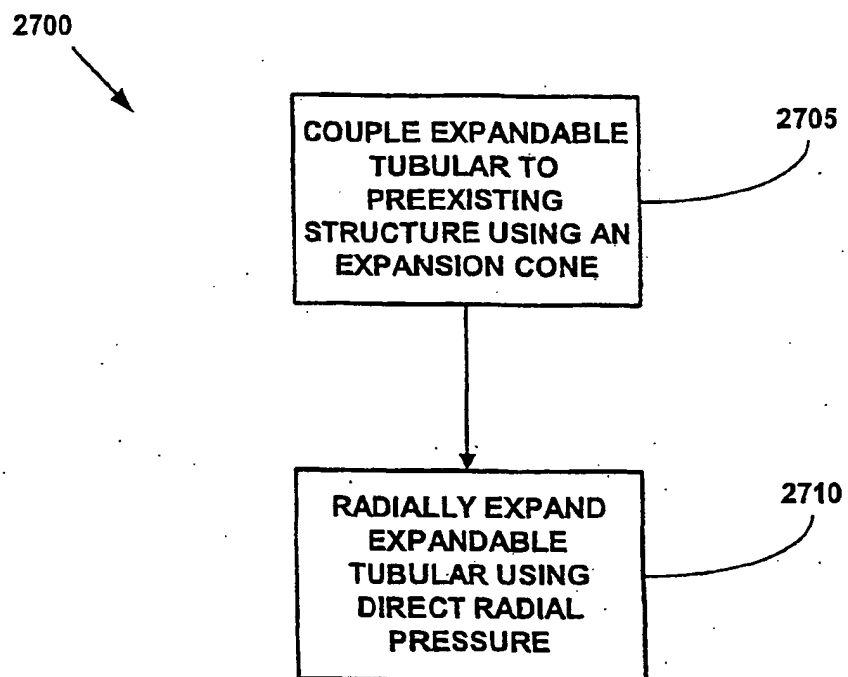 2700
COUPLE EXPANDABLE
TUBULAR TO
PREEXISTING
STRUCTURE USING AN
EXPANSION CONE
2705
RADIALLY EXPAND
EXPANDABLE
TUBULAR USING
DIRECT RADIAL
PRESSURE
2710